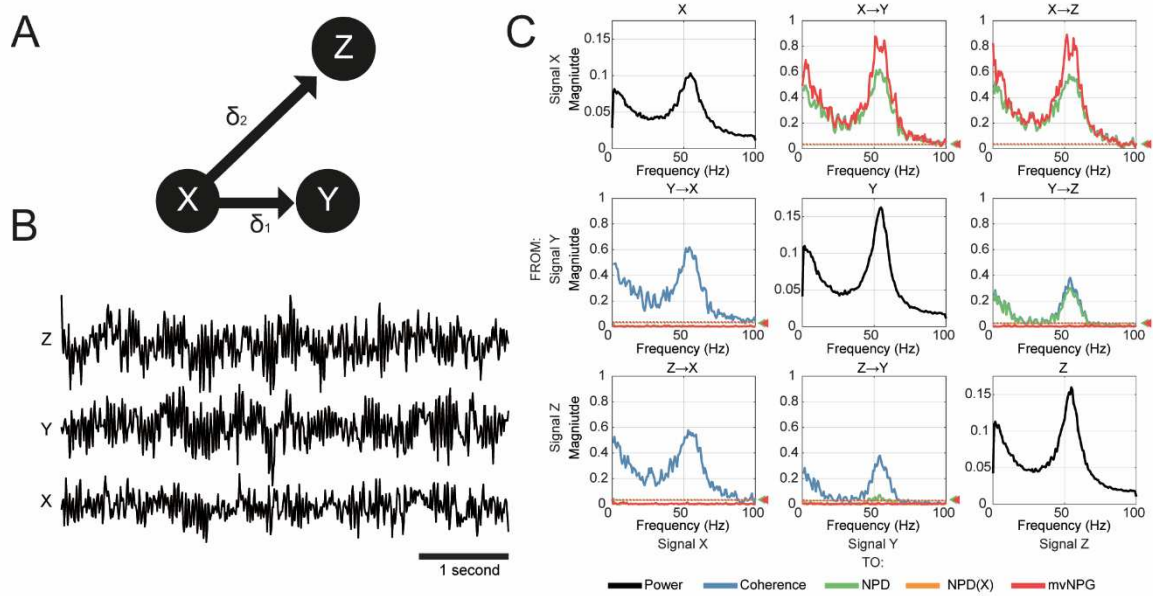 A
Z
δ₂
X
δ₁
Y
B
Z
Y
X
1 second
C
FROM:
Signal X
Magniutde
X
0.15
0.1
0.05
0
0
50
100
Frequency (Hz)
X→Y
1
0.8
0.6
0.4
0.2
0
0
50
100
Frequency (Hz)
X→Z
1
0.8
0.6
0.4
0.2
0
0
50
100
Frequency (Hz)
Signal Y
Magniutde
Y→X
1
0.8
0.6
0.4
0.2
0
0
50
100
Frequency (Hz)
Y
0.15
0.1
0.05
0
0
50
100
Frequency (Hz)
Y→Z
1
0.8
0.6
0.4
0.2
0
0
50
100
Frequency (Hz)
Signal Z
Magniutde
Z→X
1
0.8
0.6
0.4
0.2
0
0
50
100
Frequency (Hz)
Signal X
Z→Y
1
0.8
0.6
0.4
0.2
0
0
50
100
Frequency (Hz)
Signal Y
Z
0.15
0.1
0.05
0
0
50
100
Frequency (Hz)
Signal Z
TO:
Power
Coherence
NPD
NPD(X)
mvNPG